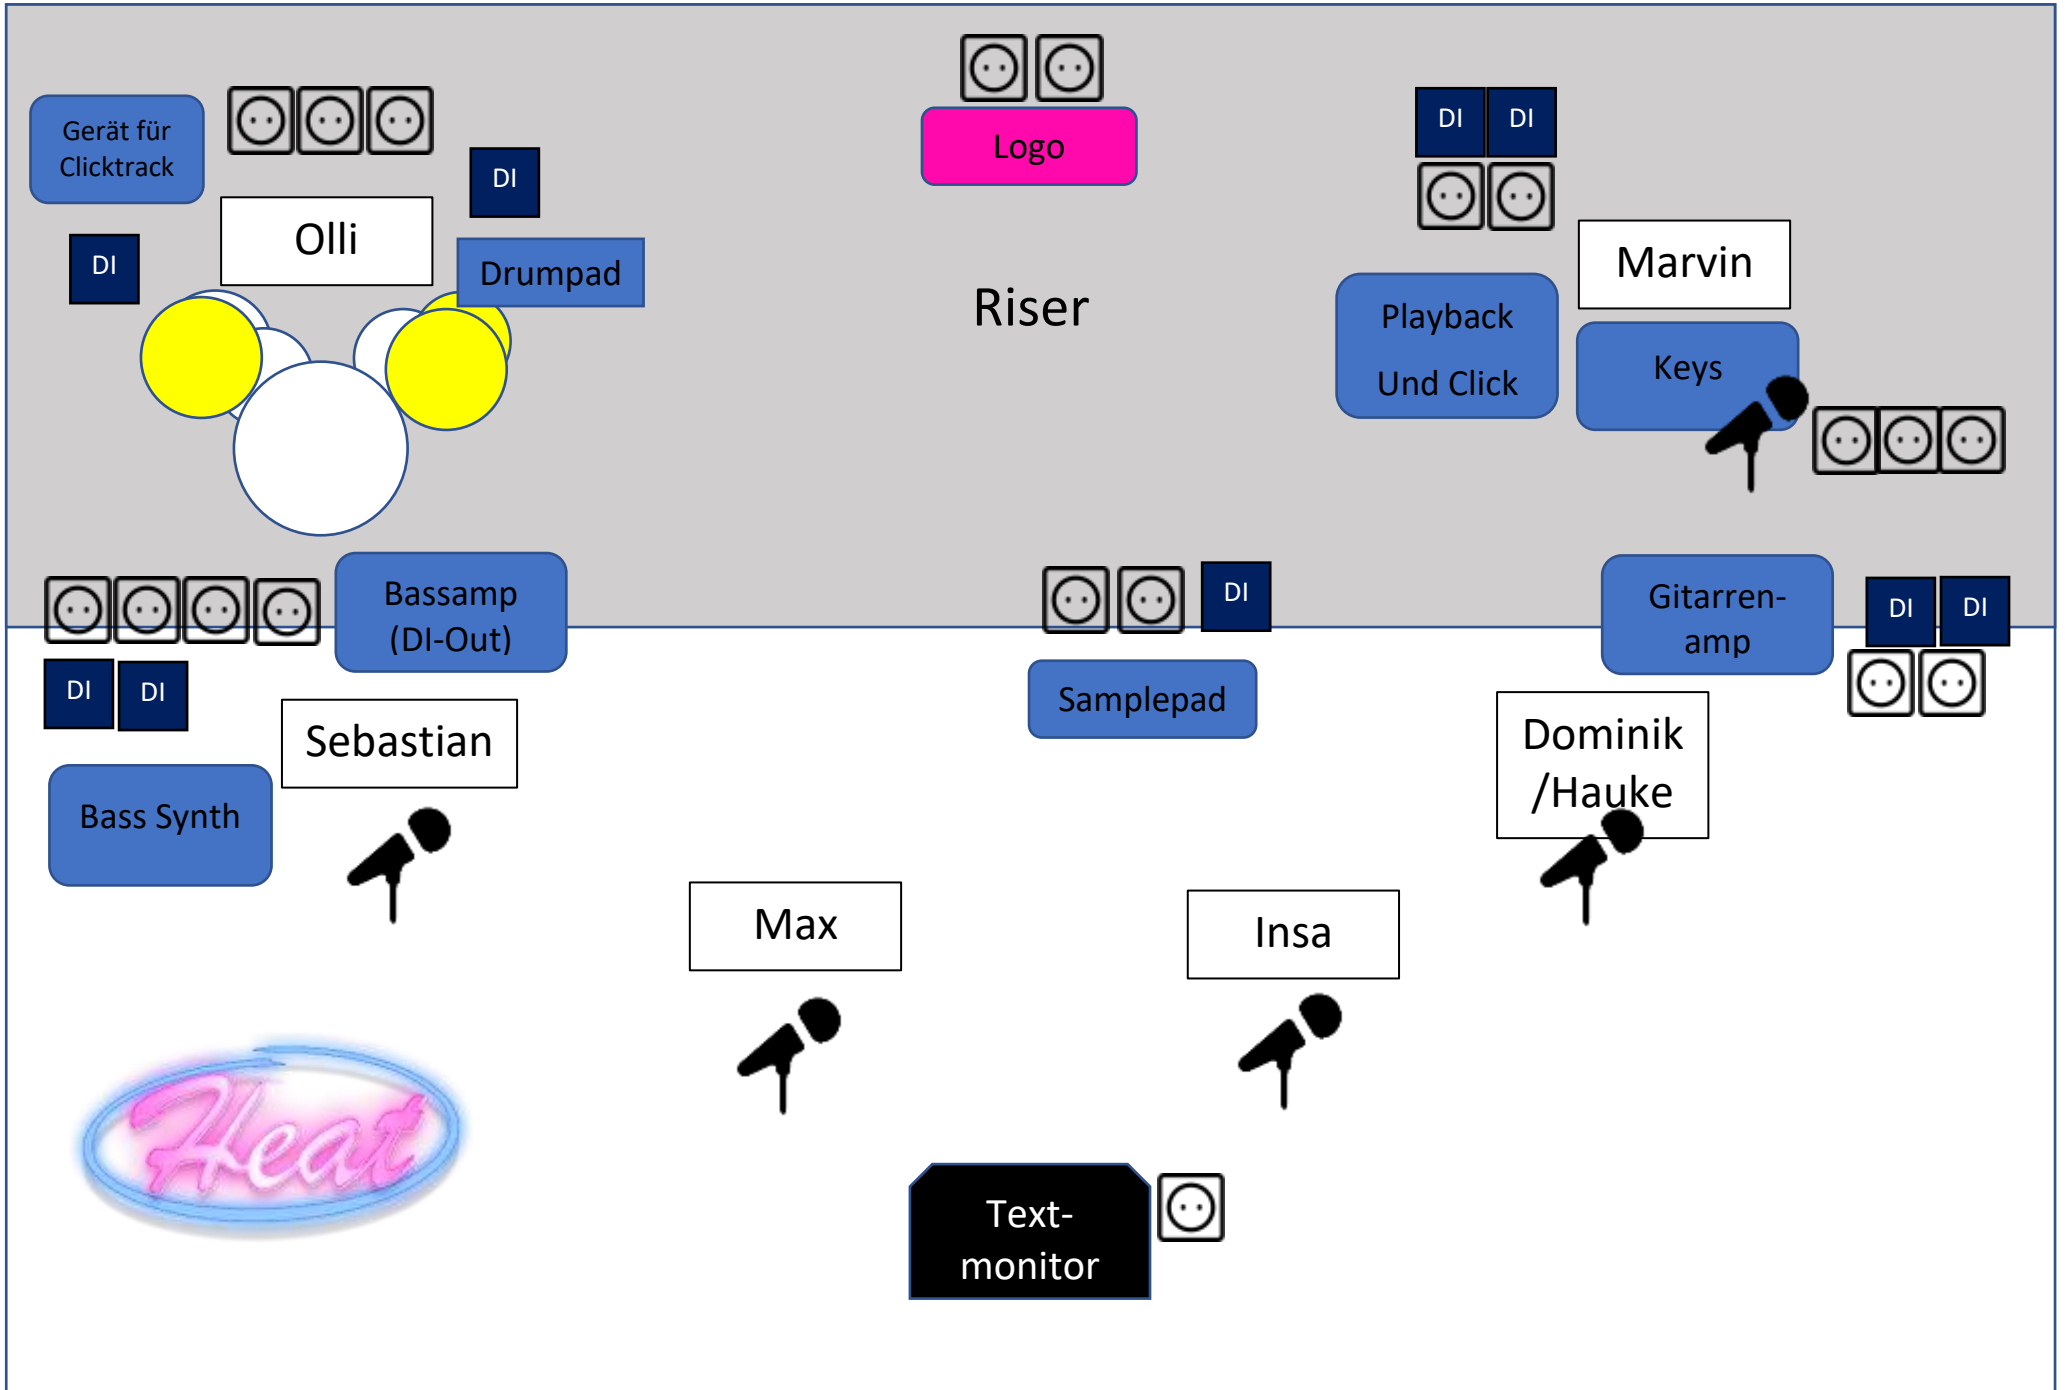 Gerät für
Clicktrack
DI
DI
Olli
Drumpad
Logo
Riser
DI
DI
Marvin
Playback
Und Click
Keys
Bassamp
(DI-Out)
DI
DI
Sebastian
Bass Synth
DI
Samplepad
Gitarren-
amp
DI
DI
Dominik
/Hauke
Max
Insa
Heat
Text-
monitor